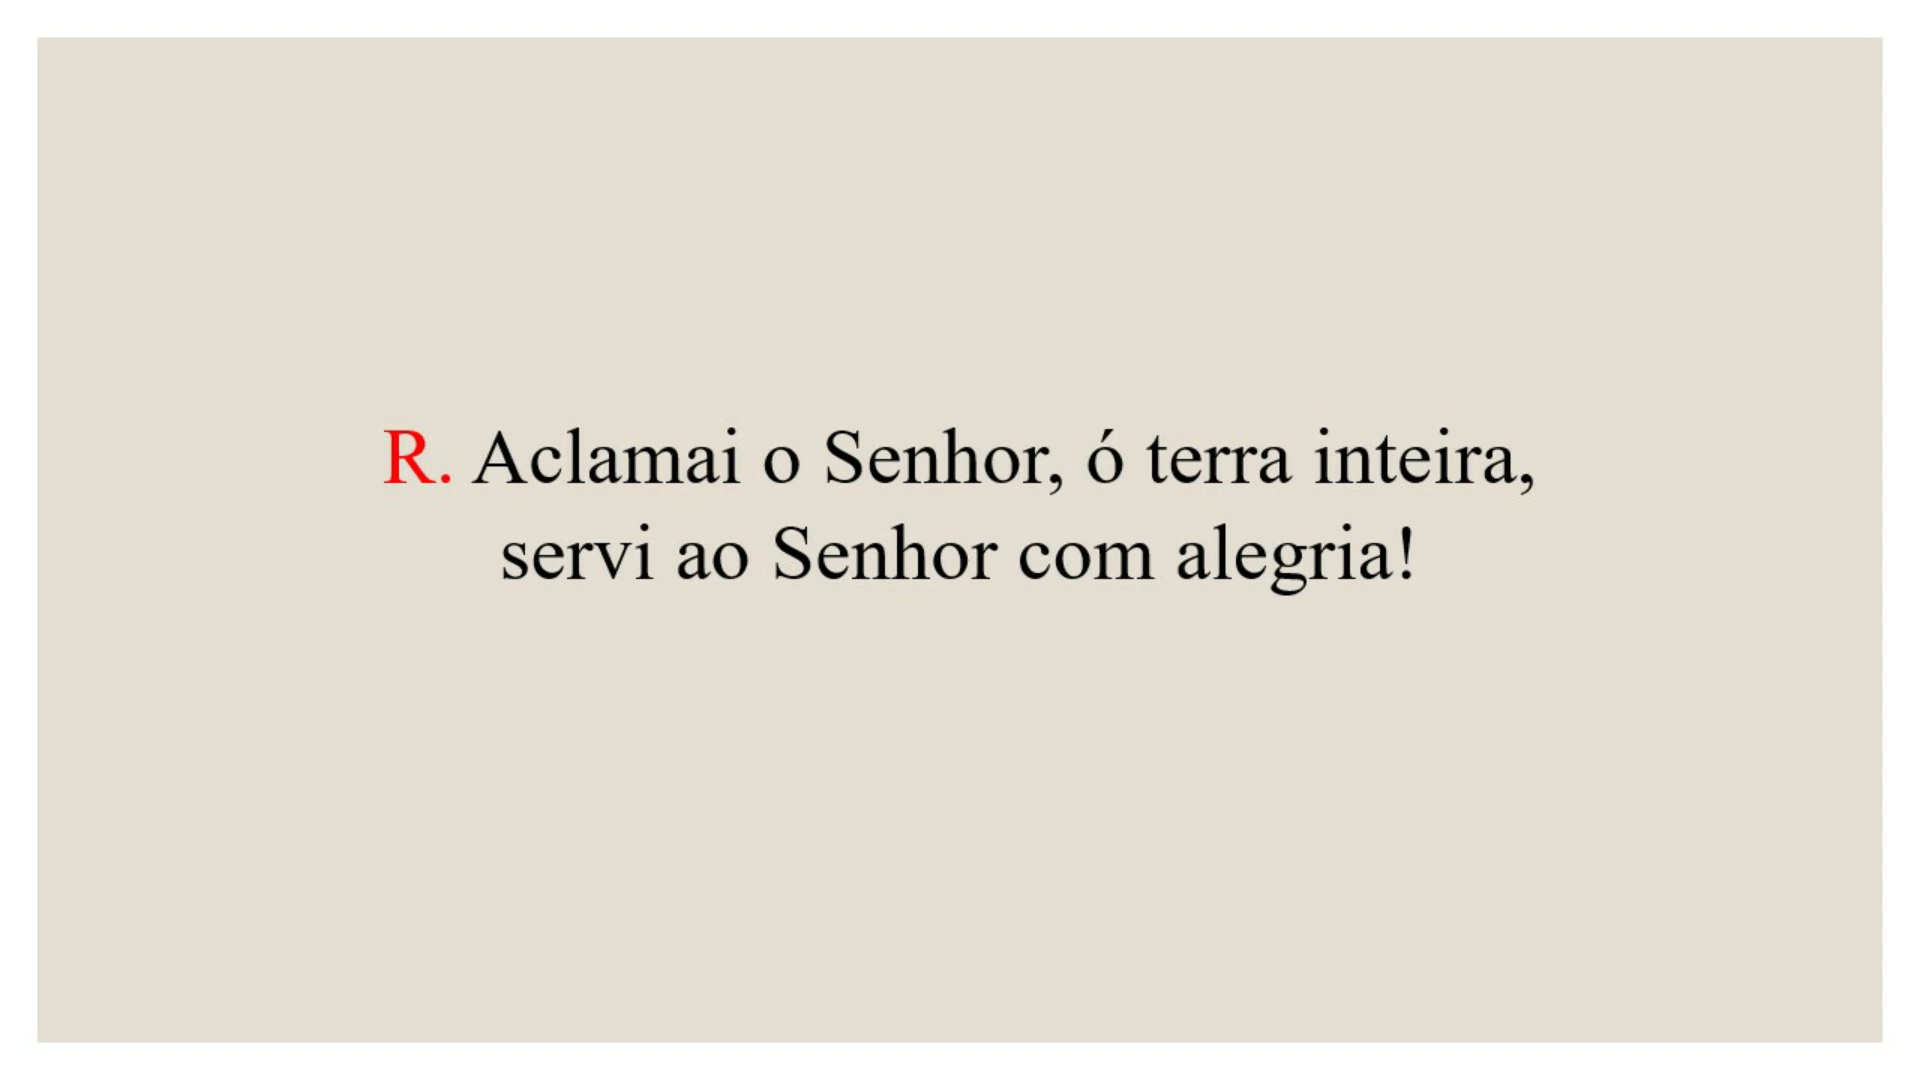 R. Aclamai o Senhor, ó terra inteira,
servi ao Senhor com alegria!